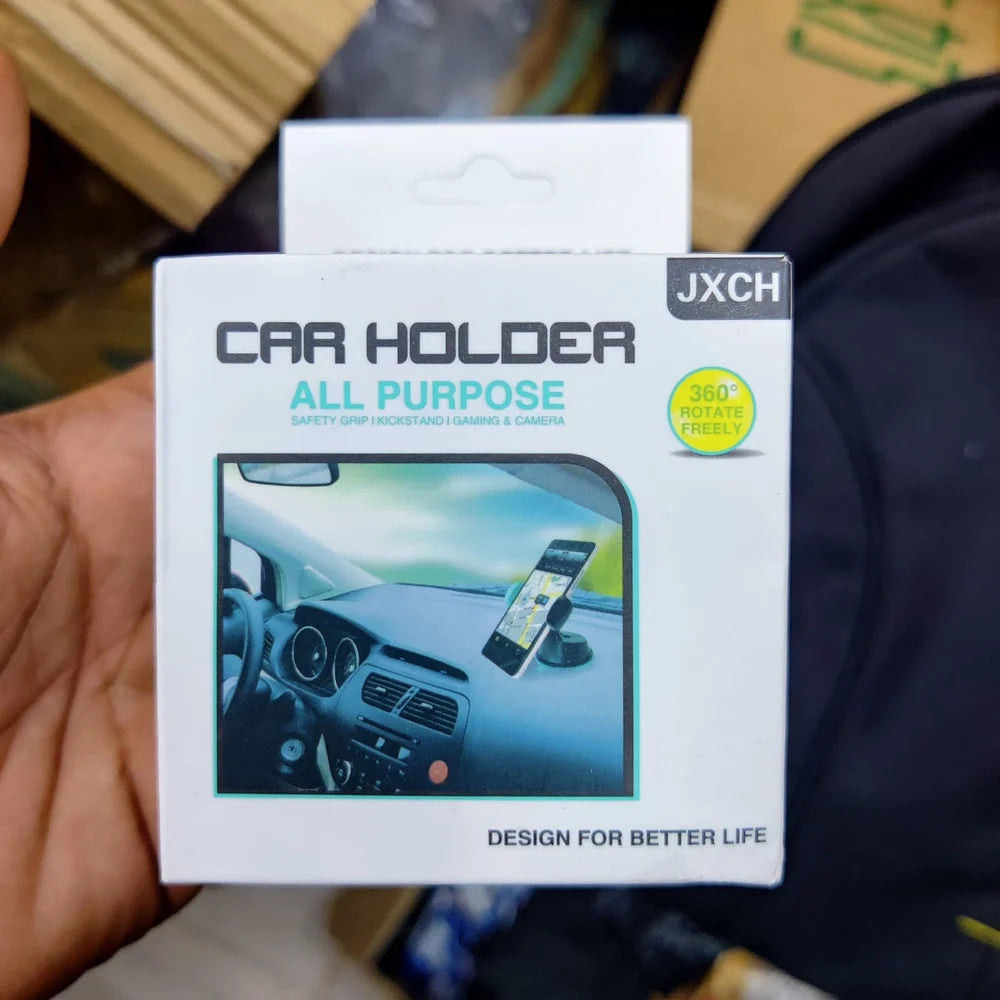 JXCH
CAR HOLDER
ALL PURPOSE
SAFETY GRIP | KICKSTAND | GAMING & CAMERA
360°
ROTATE
FREELY
DESIGN FOR BETTER LIFE